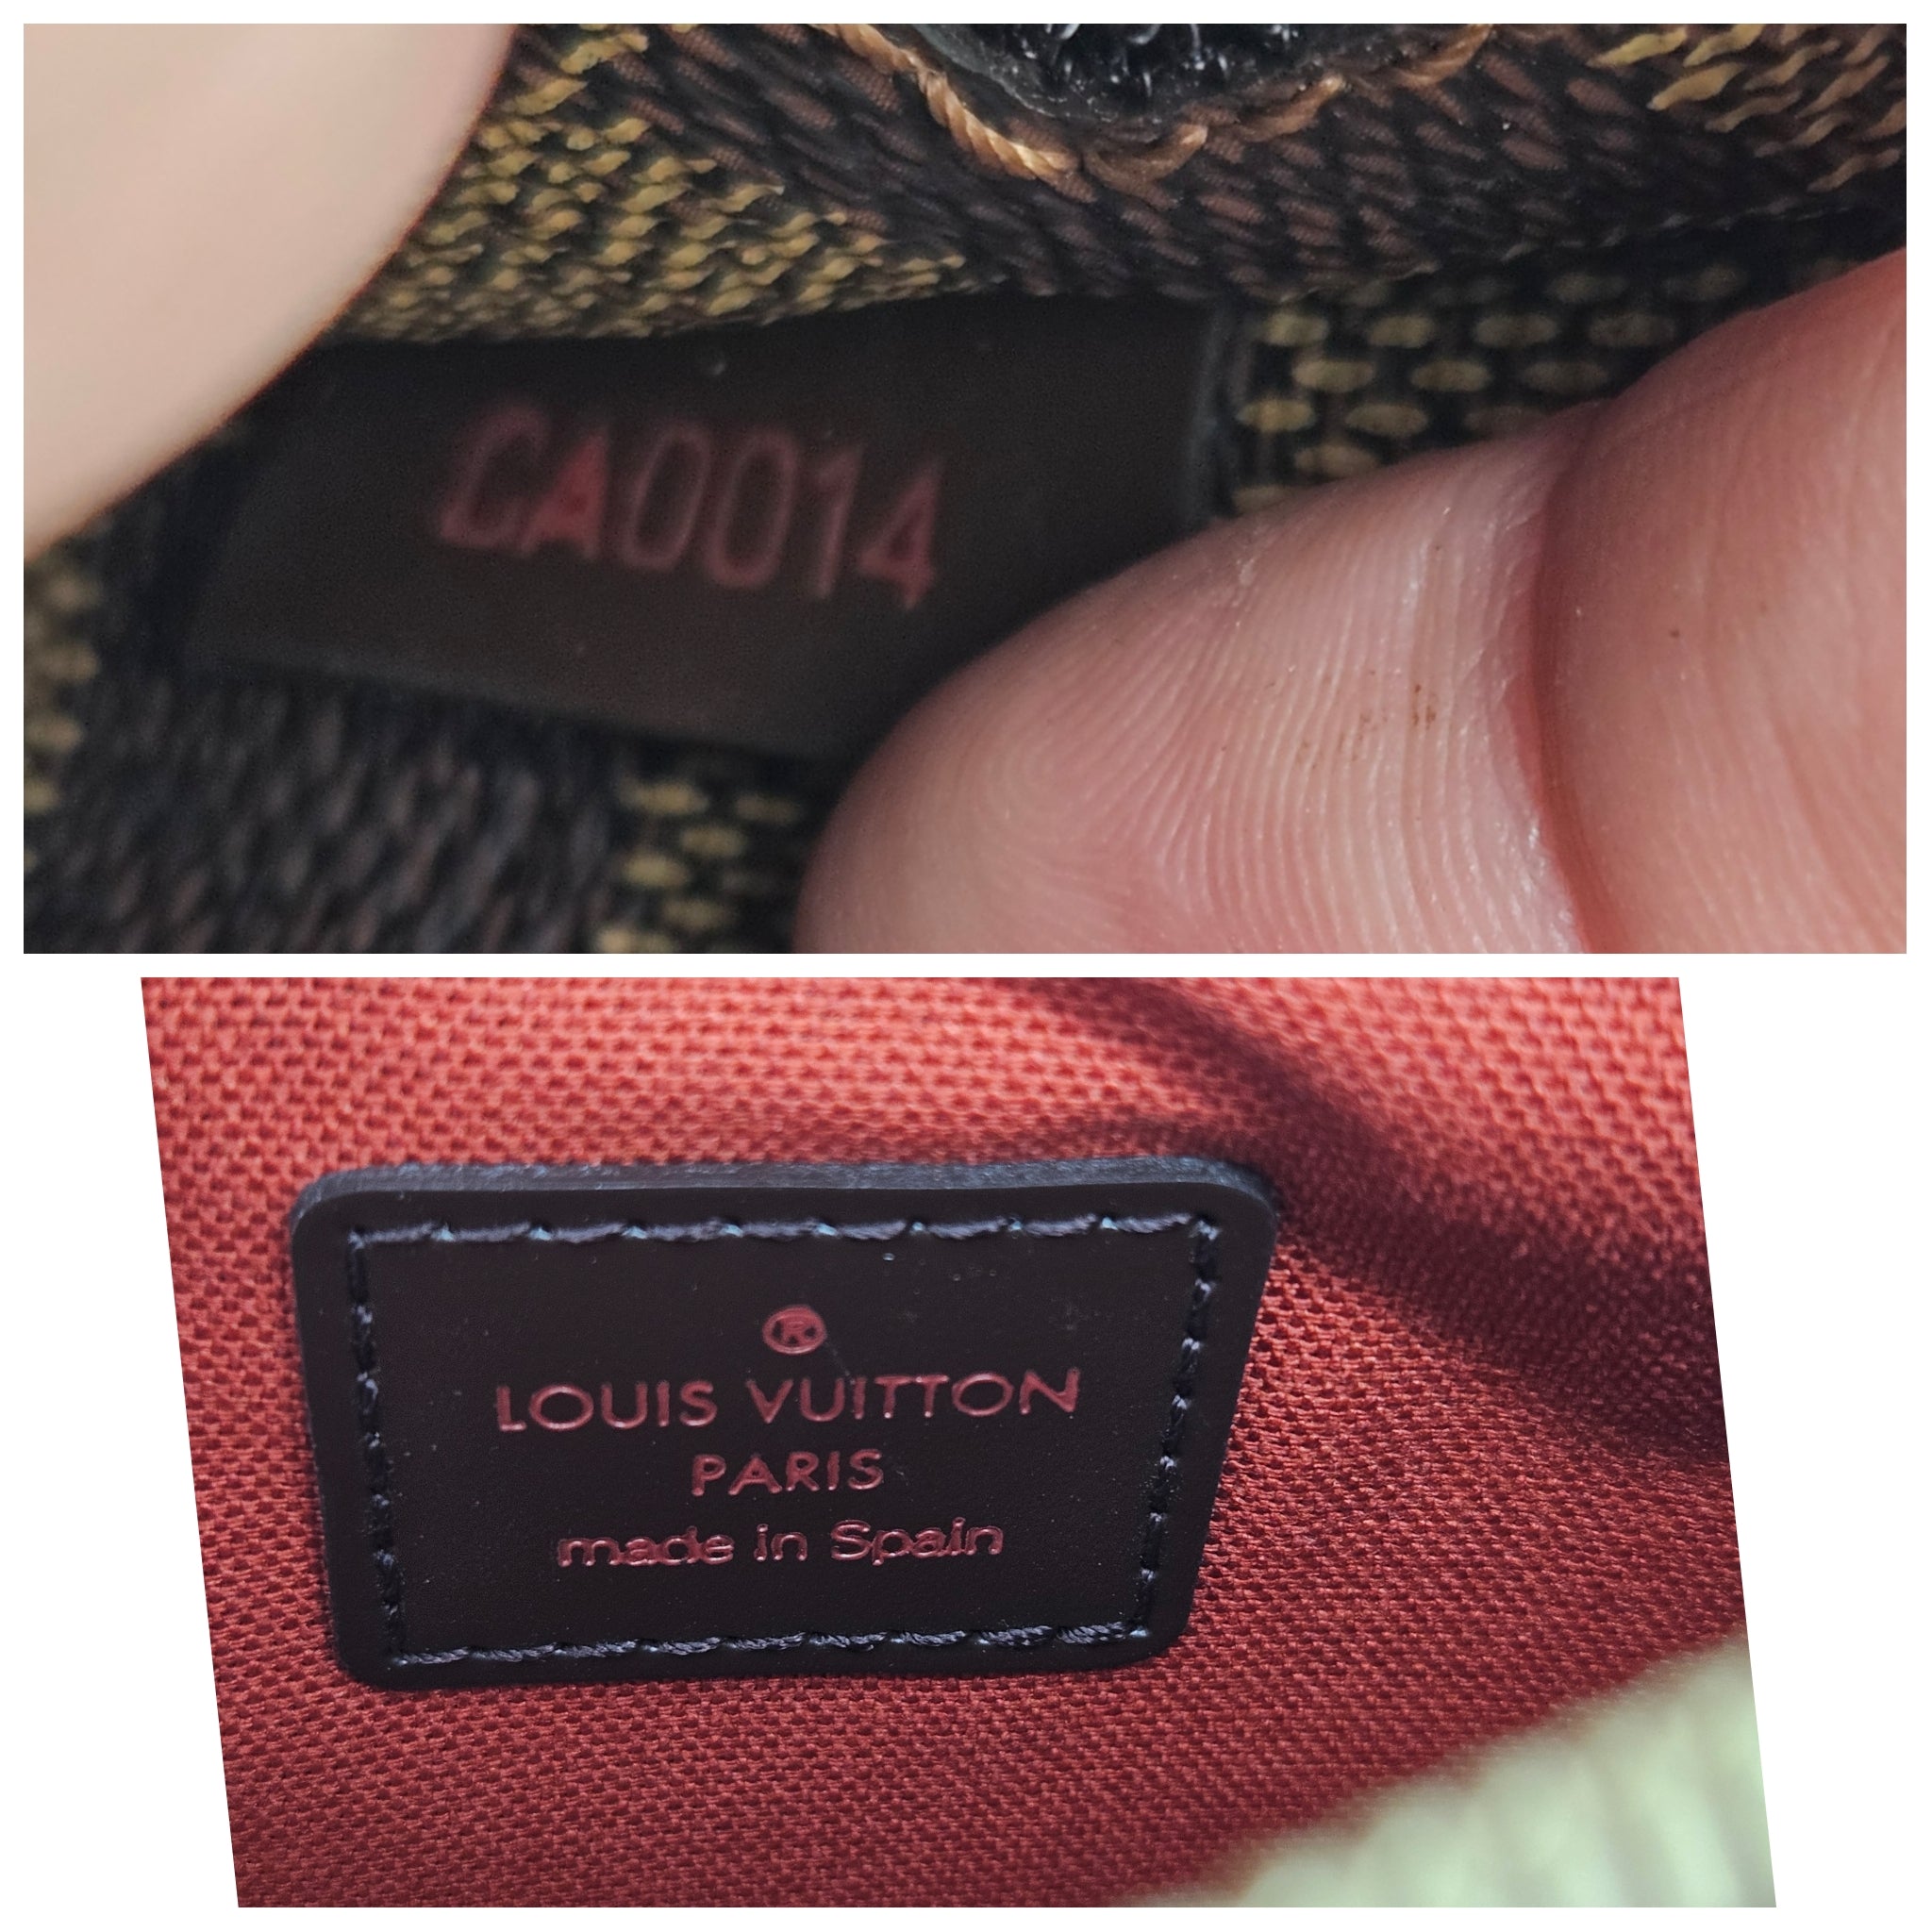 CA0014
®
LOUIS VUITTON
PARIS
made in Spain